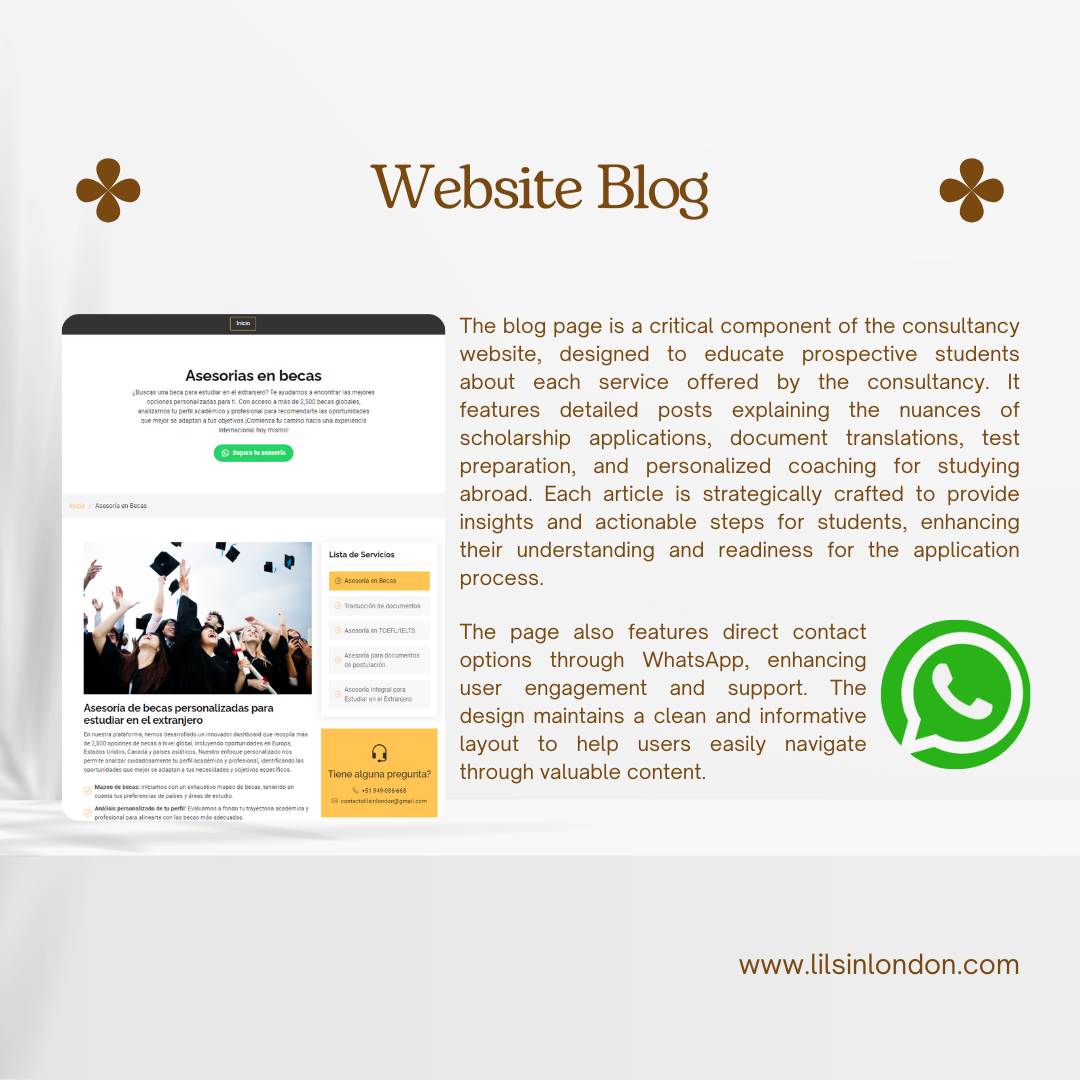 Website Blog
Inicio
Asesorias en becas
¿Buscas una beca para estudiar en el extranjero? Te ayudamos a encontrar las mejores
opciones personalizadas para ti. Con acceso a más de 2,500 becas globales,
analizamos tu perfil académico y profesional para recomendarte las oportunidades
que mejor se adaptan a tus objetivos.¡Comienza tu camino hacia una experiencia
internacional hoy mismo!
Separa tu asesoría
Inicio / Asesoría en Becas
Asesoría de becas personalizadas para
estudiar en el extranjero
En nuestra plataforma, hemos desarrollado un innovador dashboard que recopila más
de 2,500 opciones de becas a nivel global, incluyendo oportunidades en Europa,
Estados Unidos, Canadá y países asiáticos. Nuestro enfoque personalizado nos
permite analizar cuidadosamente tu perfil académico y profesional, identificando las
oportunidades que mejor se adaptan a tus necesidades y objetivos específicos.
Mapeo de becas: Iniciamos con un exhaustivo mapeo de becas, teniendo en
cuenta tus preferencias de países y áreas de estudio.
Análisis personalizado de tu perfil: Evaluamos a fondo tu trayectoria académica y
profesional para alinearte con las becas más adecuadas.
Lista de Servicios
Asesoría en Becas
Traducción de documentos
Asesoría en TOEFL/IELTS
Asesoría para documentos
de postulación
Asesoría Integral para
Estudiar en el Extranjero
Tiene alguna pregunta?
+51 949-086-668
contactolilsinlondon@gmail.com
The blog page is a critical component of the consultancy
website, designed to educate prospective students
about each service offered by the consultancy. It
features detailed posts explaining the nuances of
scholarship applications, document translations, test
preparation, and personalized coaching for studying
abroad. Each article is strategically crafted to provide
insights and actionable steps for students, enhancing
their understanding and readiness for the application
process.
The page also features direct contact
options through WhatsApp, enhancing
user engagement and support. The
design maintains a clean and informative
layout to help users easily navigate
through valuable content.
www.lilsinlondon.com